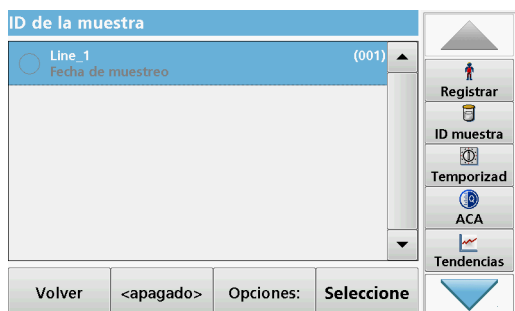 ID de la muestra
Line_1 (001)
Fecha de muestreo
Registrar
ID muestra
Temporizad
ACA
Tendencias
Volver
<apagado>
Opciones:
Seleccione